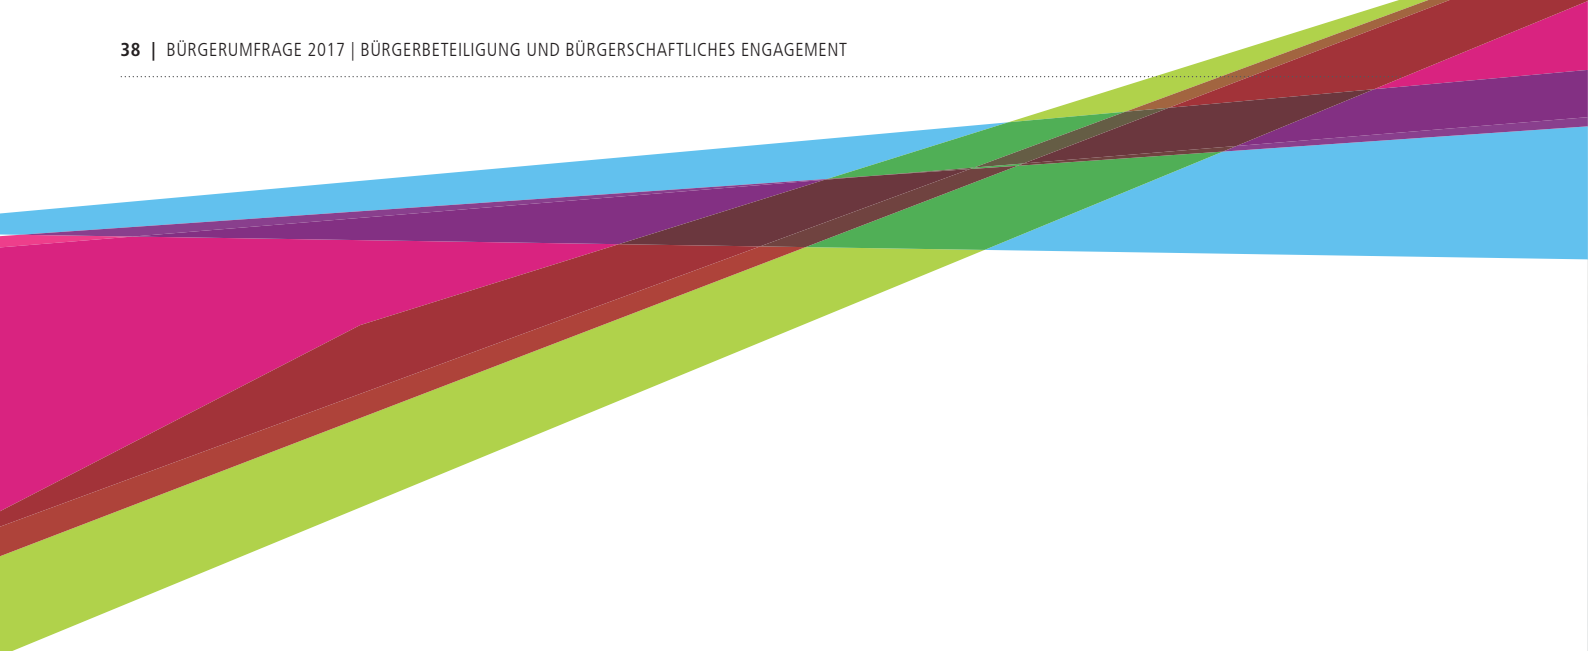 38 | BÜRGERUMFRAGE 2017 | BÜRGERBETEILIGUNG UND BÜRGERSCHAFTLICHES ENGAGEMENT